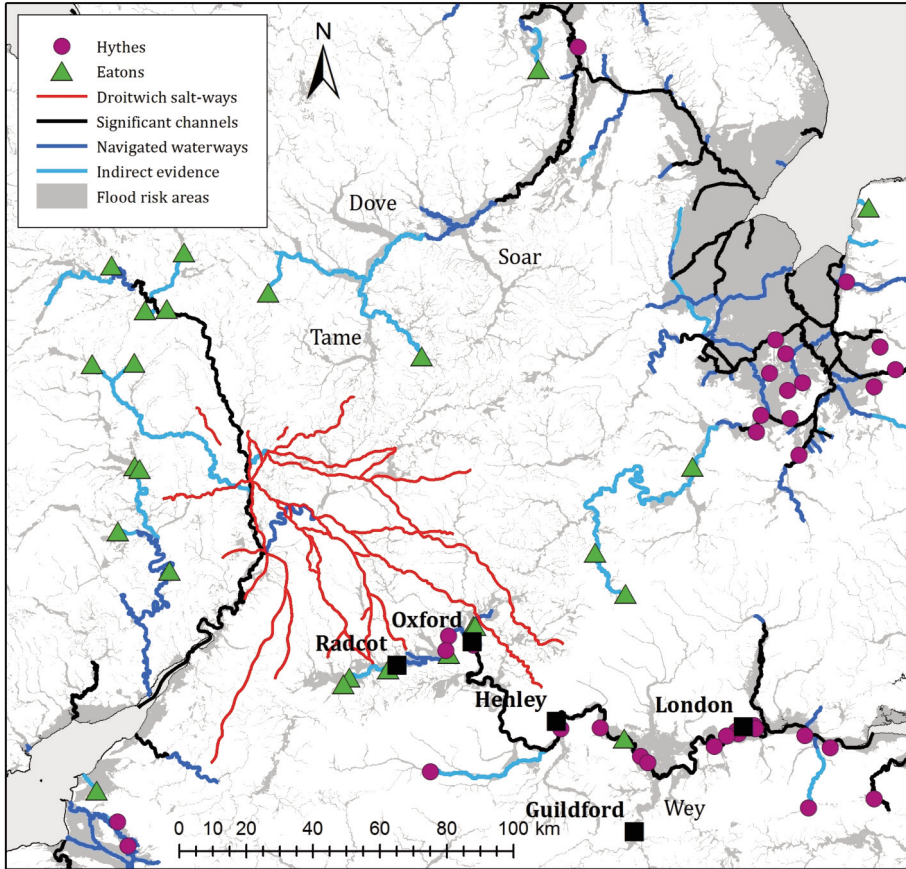 Hythes
Eatons
Droitwich salt-ways
Significant channels
Navigated waterways
Indirect evidence
Flood risk areas
N
Dove
Soar
Tame
Oxford
Radcot
Henley
London
Guildford
Wey
0 10 20 40 60 80 100 km